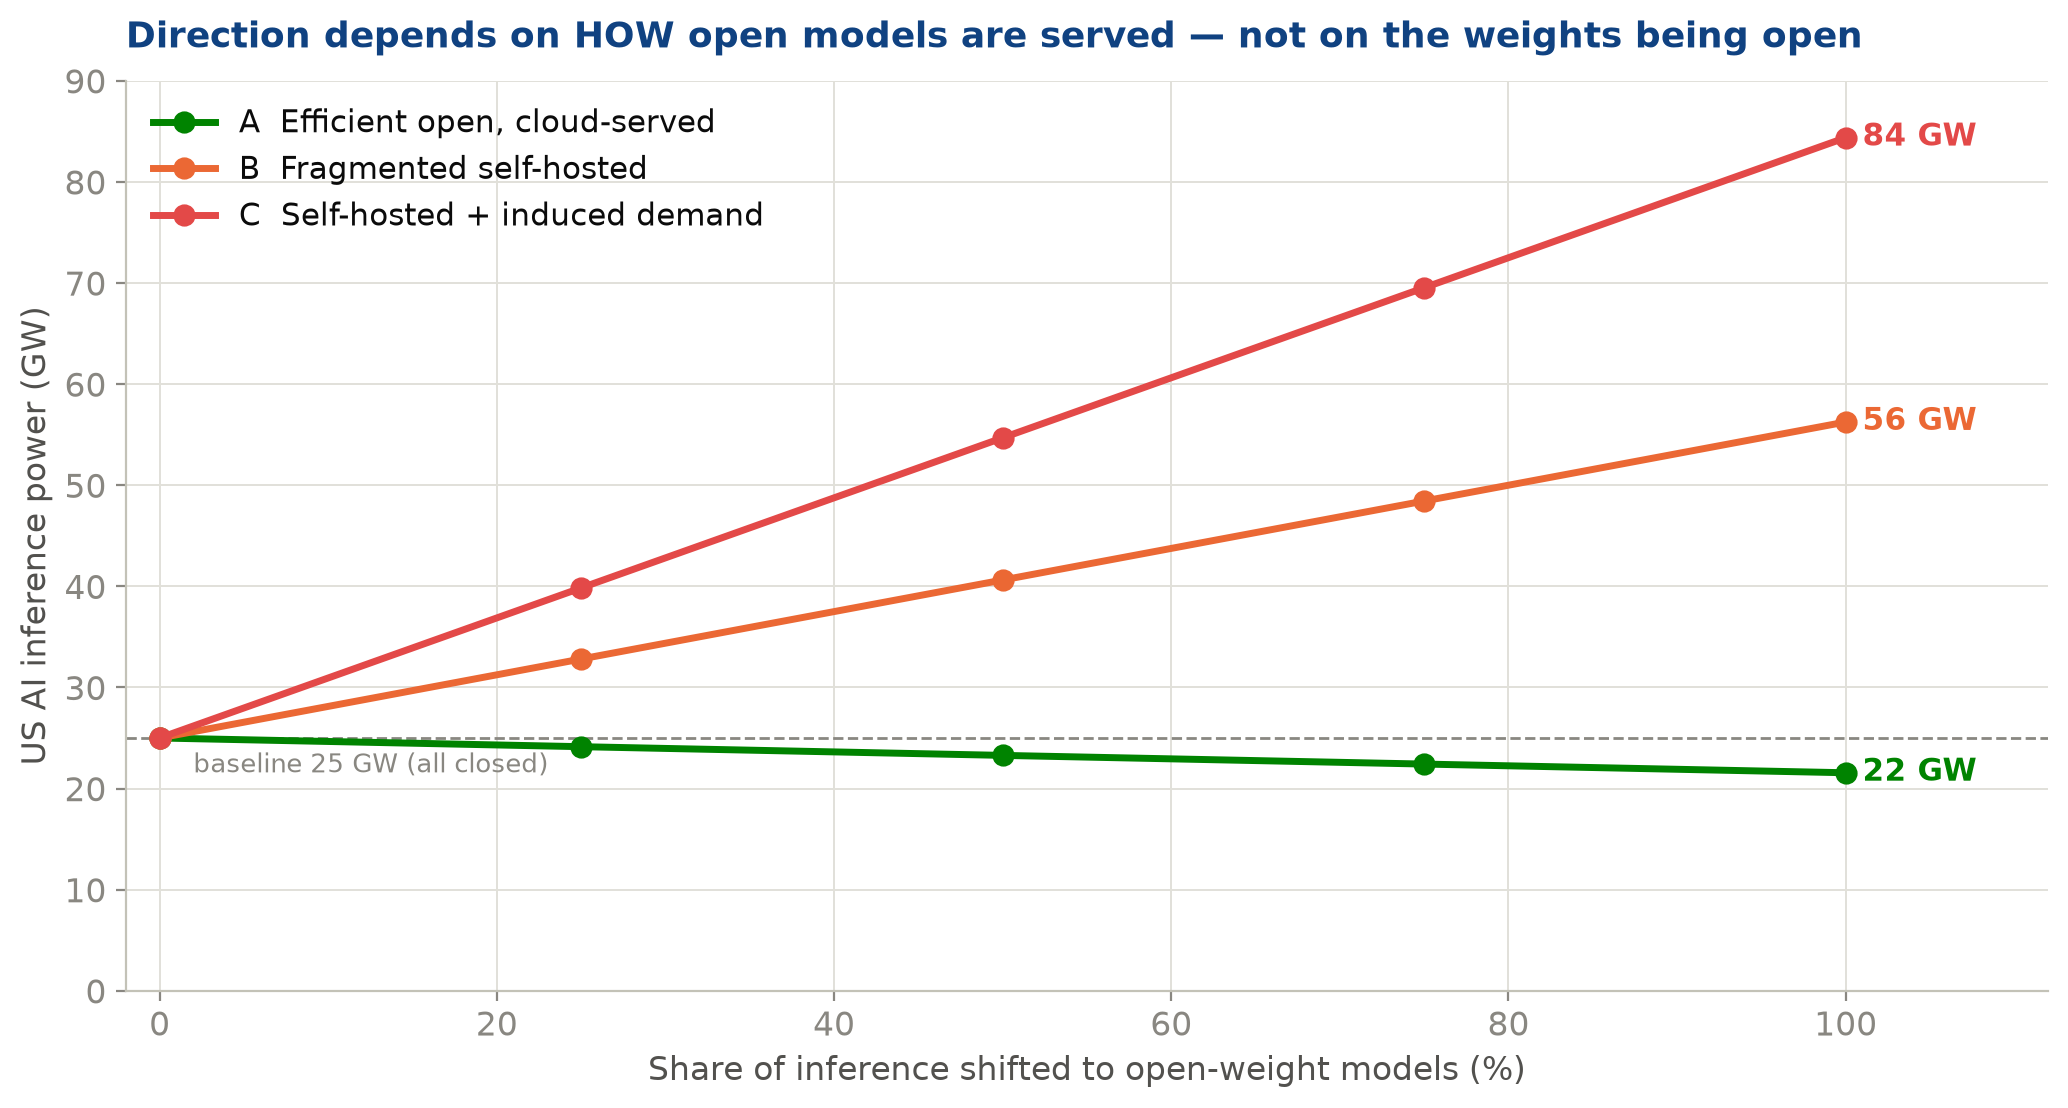 Direction depends on HOW open models are served — not on the weights being open
90
80
70
60
50
40
30
20
10
0
US AI inference power (GW)
A Efficient open, cloud-served
B Fragmented self-hosted
C Self-hosted + induced demand
84 GW
56 GW
baseline 25 GW (all closed)
22 GW
0 20 40 60 80 100
Share of inference shifted to open-weight models (%)